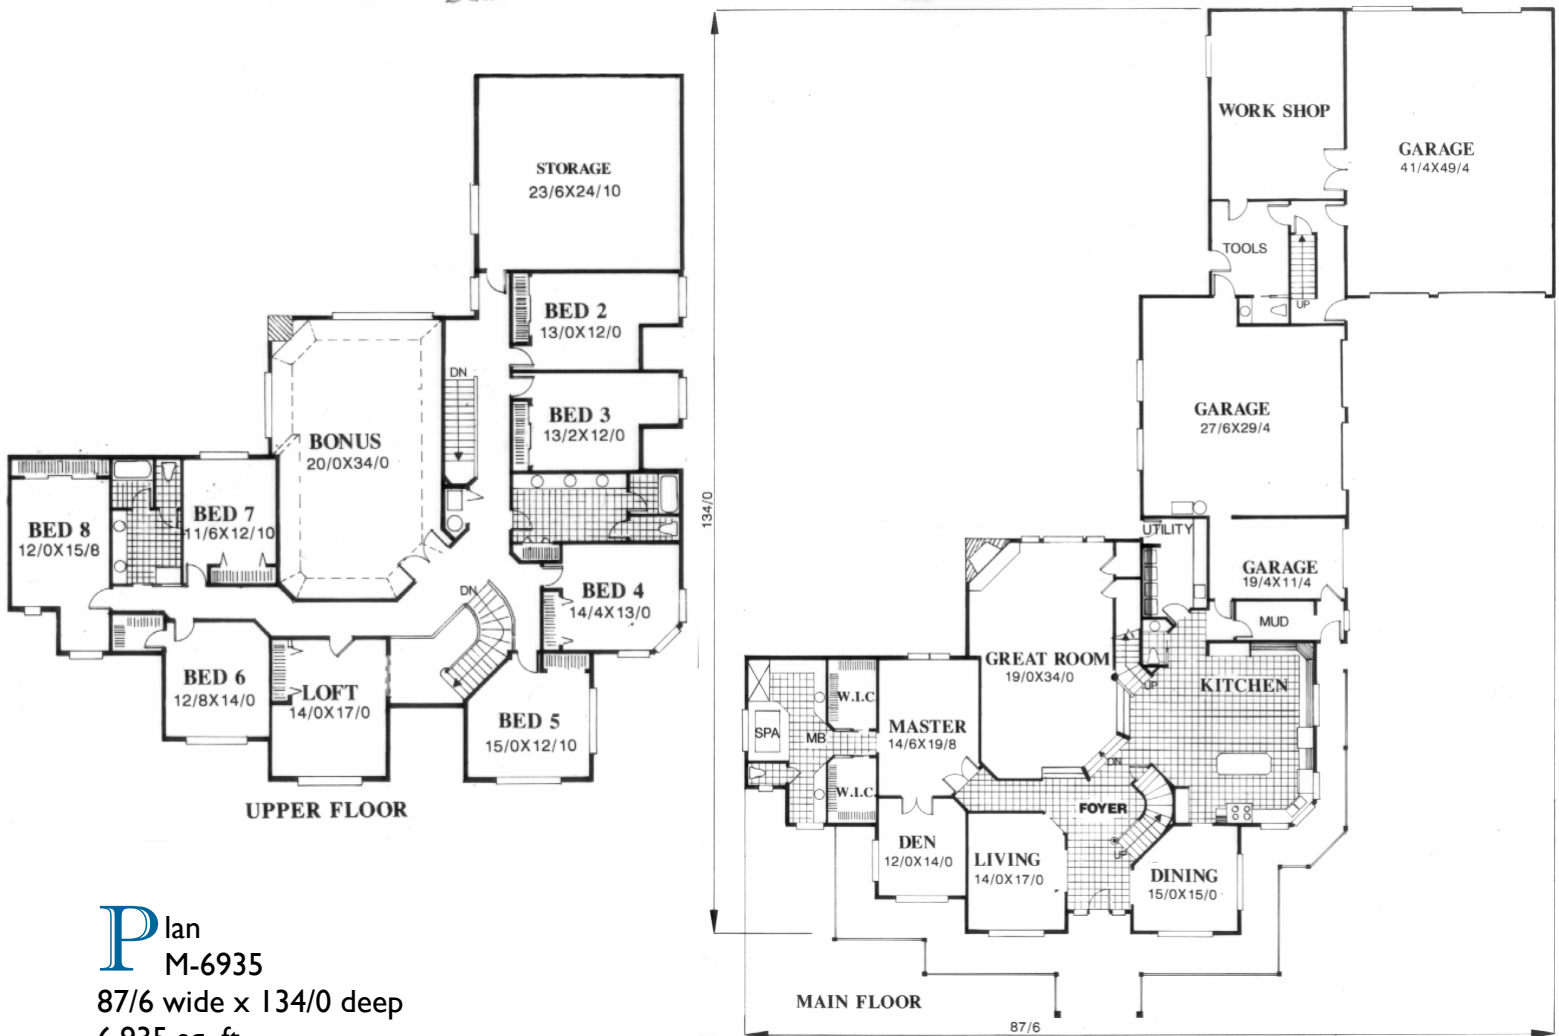 STORAGE
23/6X24/10
BED 2
13/0X12/0
DN
BED 3
13/2X12/0
BONUS
20/0X34/0
BED 8
12/0X15/8
BED 7
11/6X12/10
BED 4
14/4X13/0
DN
BED 6
12/8X14/0
LOFT
14/0X17/0
BED 5
15/0X12/10
UPPER FLOOR
Plan
M-6935
87/6 wide x 134/0 deep
6,935 sq. ft.
134/0
WORK SHOP
GARAGE
41/4X49/4
TOOLS
UP
GARAGE
27/6X29/4
UTILITY
GARAGE
19/4X11/4
MUD
GREAT ROOM
19/0X34/0
UP
KITCHEN
W.I.C.
SPA
MB
MASTER
14/6X19/8
DN
W.I.C.
FOYER
UP
DEN
12/0X14/0
LIVING
14/0X17/0
DINING
15/0X15/0
MAIN FLOOR
87/6